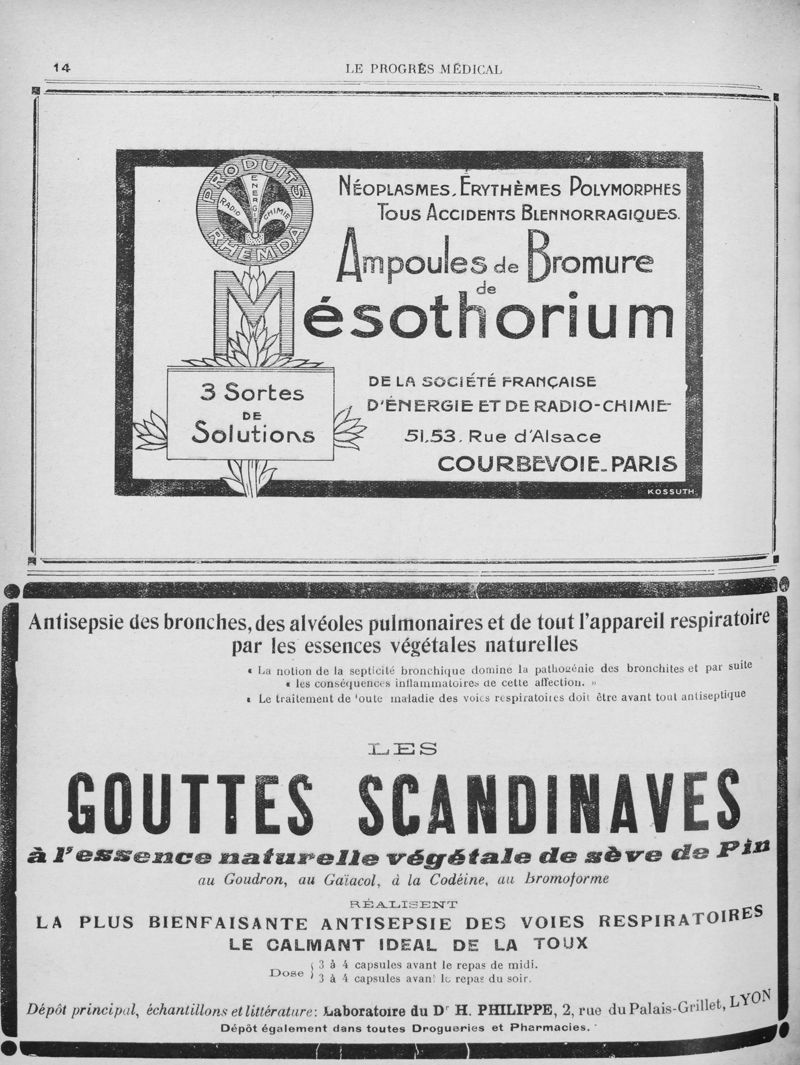 14
LE PROGRÈS MÉDICAL
PRODUITS
ENERGIE
RADIO CHIMIE
RHEMDA
NÉOPLASMES, ÉRYTHÈMES POLYMORPHES
TOUS ACCIDENTS BLENNORRAGIQUES.
Ampoules de Bromure
de
Mésothorium
3 Sortes
DE
Solutions
DE LA SOCIÉTÉ FRANÇAISE
D'ÉNERGIE ET DE RADIO-CHIMIE
51,53, Rue d'Alsace
COURBEVOIE-PARIS
KOSSUTH.
Antisepsie des bronches, des alvéoles pulmonaires et de tout l'appareil respiratoire
par les essences végétales naturelles
« La notion de la septicité bronchique domine la pathogénie des bronchites et par suite
« les conséquences inflammatoires de cette affection. »
« Le traitement de toute maladie des voies respiratoires doit être avant tout antiseptique
LES
GOUTTES SCANDINAVES
à l'essence naturelle végétale de sève de Pin
au Goudron, au Gaïacol, à la Codéine, au bromoforme
RÉALISENT
LA PLUS BIENFAISANTE ANTISEPSIE DES VOIES RESPIRATOIRES
LE CALMANT IDEAL DE LA TOUX
Dose { 3 à 4 capsules avant le repas de midi.
3 à 4 capsules avant le repas du soir.
Dépôt principal, échantillons et littérature: Laboratoire du Dr H. PHILIPPE, 2, rue du Palais-Grillet, LYON
Dépôt également dans toutes Drogueries et Pharmacies.